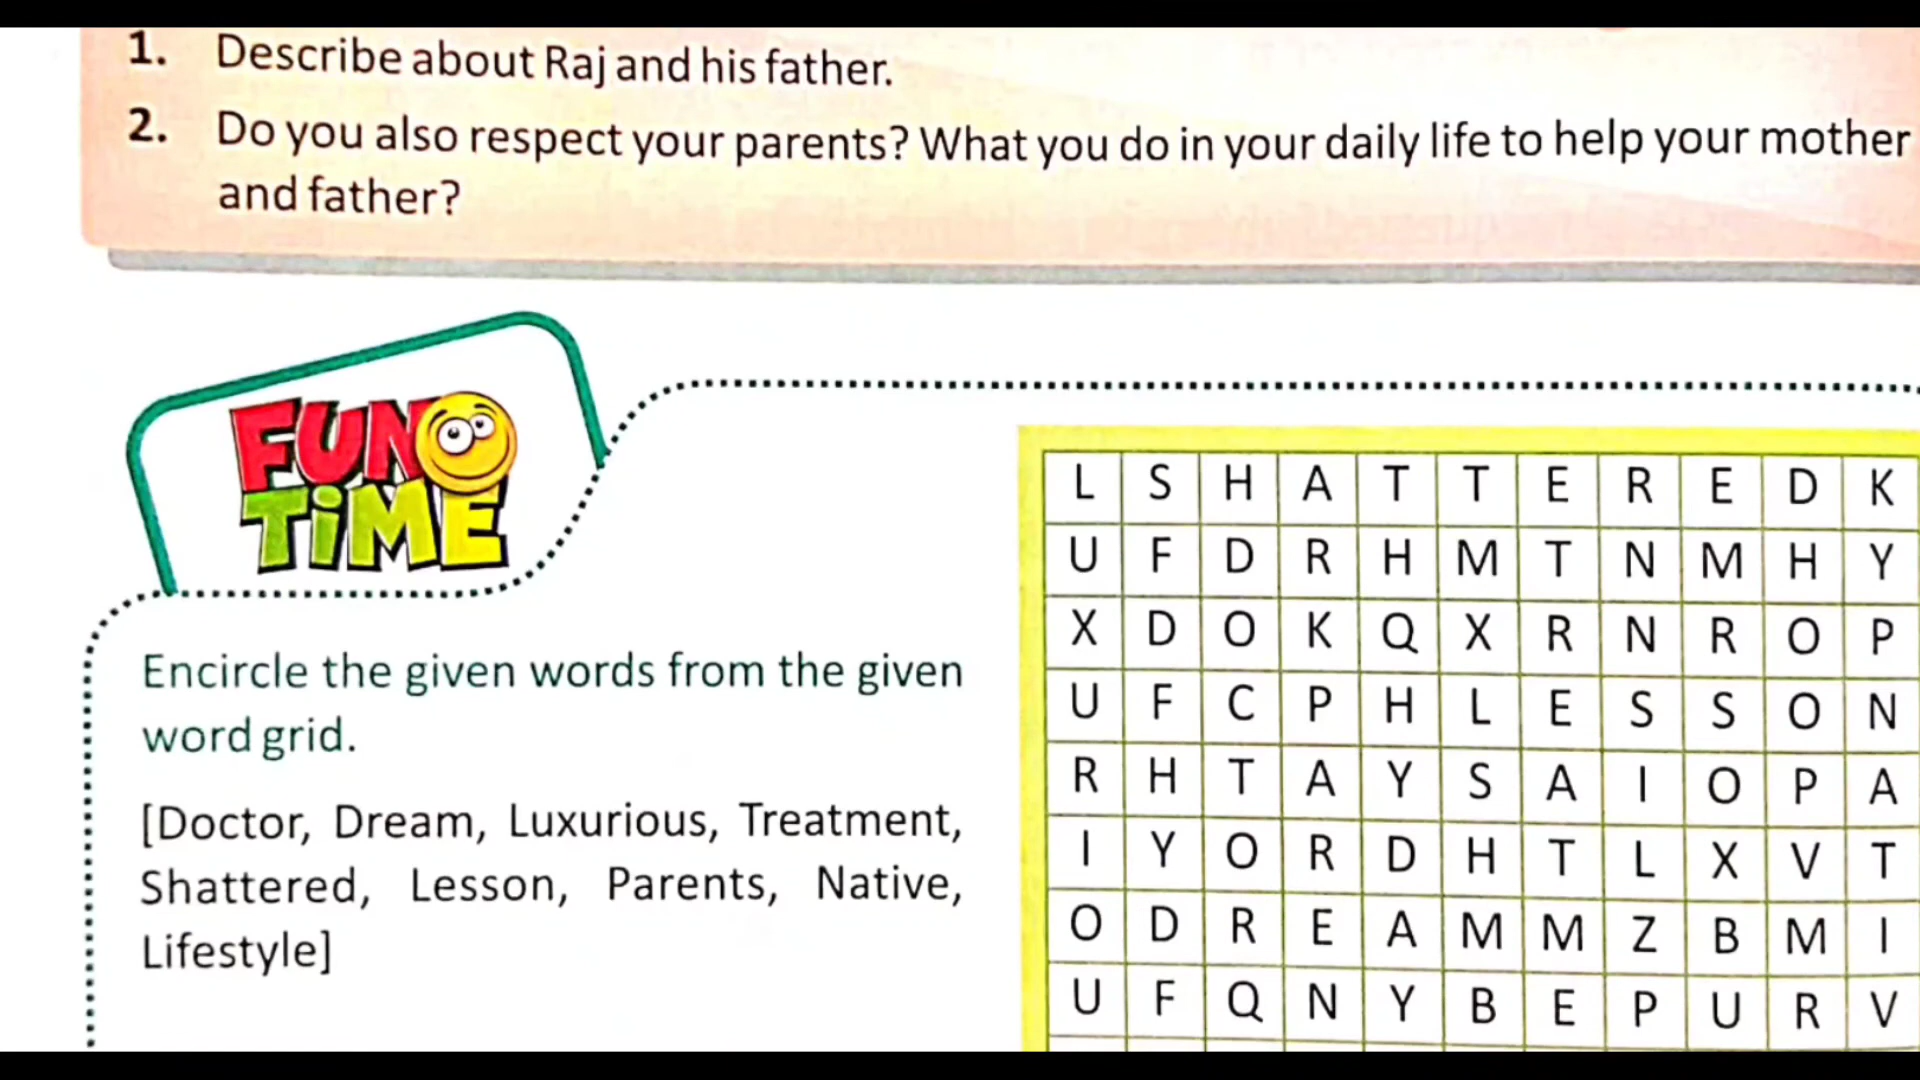 1. Describe about Raj and his father.
2. Do you also respect your parents? What you do in your daily life to help your mother
and father?
FUN
TiME
Encircle the given words from the given
word grid.
[Doctor, Dream, Luxurious, Treatment,
Shattered, Lesson, Parents, Native,
Lifestyle]
L S H A T T E R E D K
U F D R H M T N M H Y
X D O K Q X R N R O P
U F C P H L E S S O N
R H T A Y S A I O P A
I Y O R D H T L X V T
O D R E A M M Z B M I
U F Q N Y B E P U R V